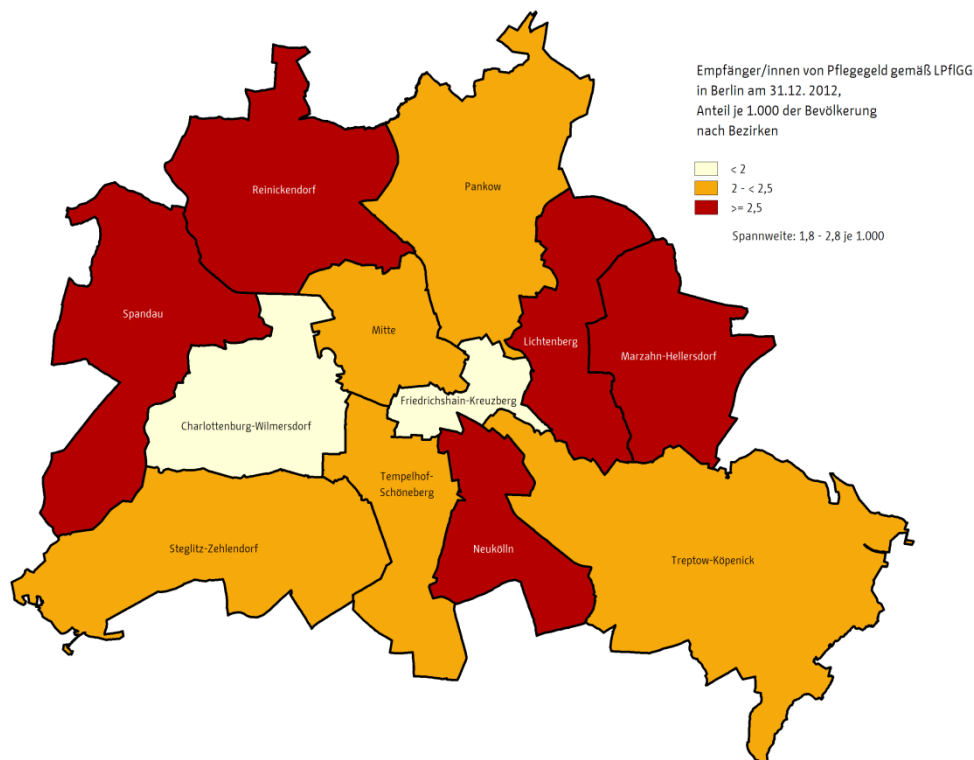 Empfänger/innen von Pflegegeld gemäß LPflGG
in Berlin am 31.12. 2012,
Anteil je 1.000 der Bevölkerung
nach Bezirken
< 2
2 - < 2,5
>= 2,5
Spannweite: 1,8 - 2,8 je 1.000
Reinickendorf
Pankow
Spandau
Mitte
Lichtenberg
Marzahn-Hellersdorf
Friedrichshain-Kreuzberg
Charlottenburg-Wilmersdorf
Tempelhof-
Schöneberg
Steglitz-Zehlendorf
Neukölln
Treptow-Köpenick